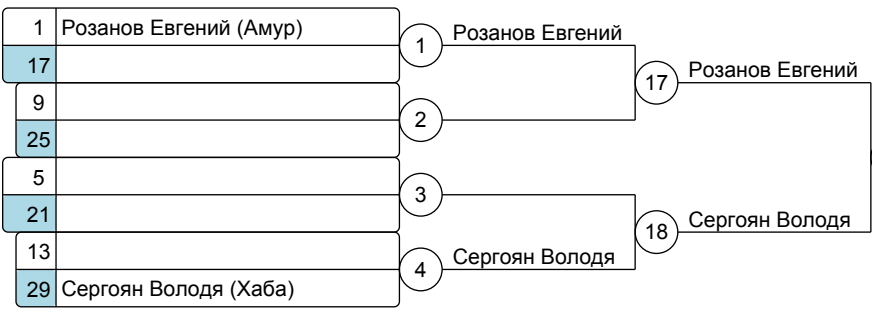 1 Розанов Евгений (Амур)
17
9
25
5
21
13
29 Сергоян Володя (Хаба)
1 Розанов Евгений
2
3
4 Сергоян Володя
17 Розанов Евгений
18 Сергоян Володя